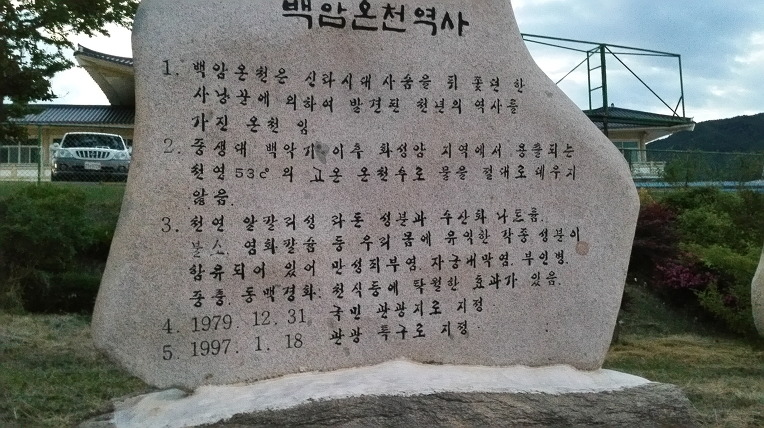 백암온천역사
1. 백암온천은 신라시대 사슴을 뒤 쫓던 한
사냥꾼에 의하여 발견된 천년의 역사를
가진 온천 임
2. 중생대 백악기 이후 화성암 지역에서 용출되는
천연 53c°의 고온 온천수로 물을 절대로 데우지
않음.
3. 천연 알칼리성 라돈 성분과 수산화 나트륨.
불소. 염화칼슘 등 우리 몸에 유익한 각종 성분이
함유되어 있어 만성피부염. 자궁내막염. 부인병.
중풍. 동맥경화. 천식등에 탁월한 효과가 있음.
4. 1979. 12. 31. 국민 관광지로 지정
5. 1997. 1. 18 관광 특구로 지정